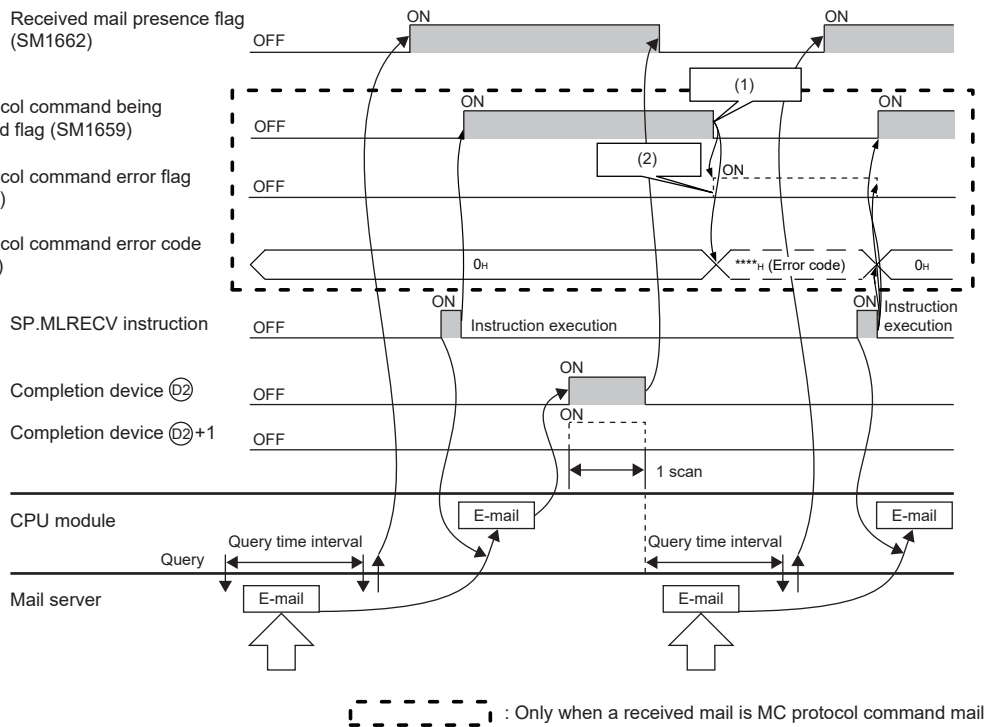 Received mail presence flag
(SM1662)
OFF
ON
ON
col command being
d flag (SM1659)
OFF
ON
(1)
ON
col command error flag
)
OFF
(2)
ON
col command error code
)
0H
****H (Error code)
0H
SP.MLRECV instruction
OFF
ON
Instruction execution
ON
Instruction
execution
Completion device D2
OFF
ON
Completion device D2+1
OFF
ON
1 scan
CPU module
E-mail
E-mail
Query
Query time interval
Query time interval
Mail server
E-mail
E-mail
: Only when a received mail is MC protocol command mail